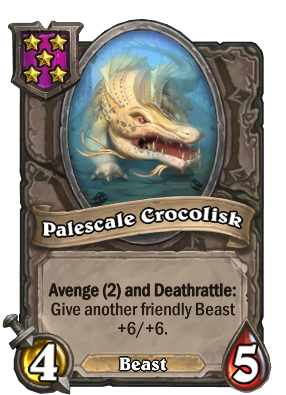 Palescale Crocolisk
Avenge (2) and Deathrattle:
Give another friendly Beast
+6/+6.
4
Beast
5